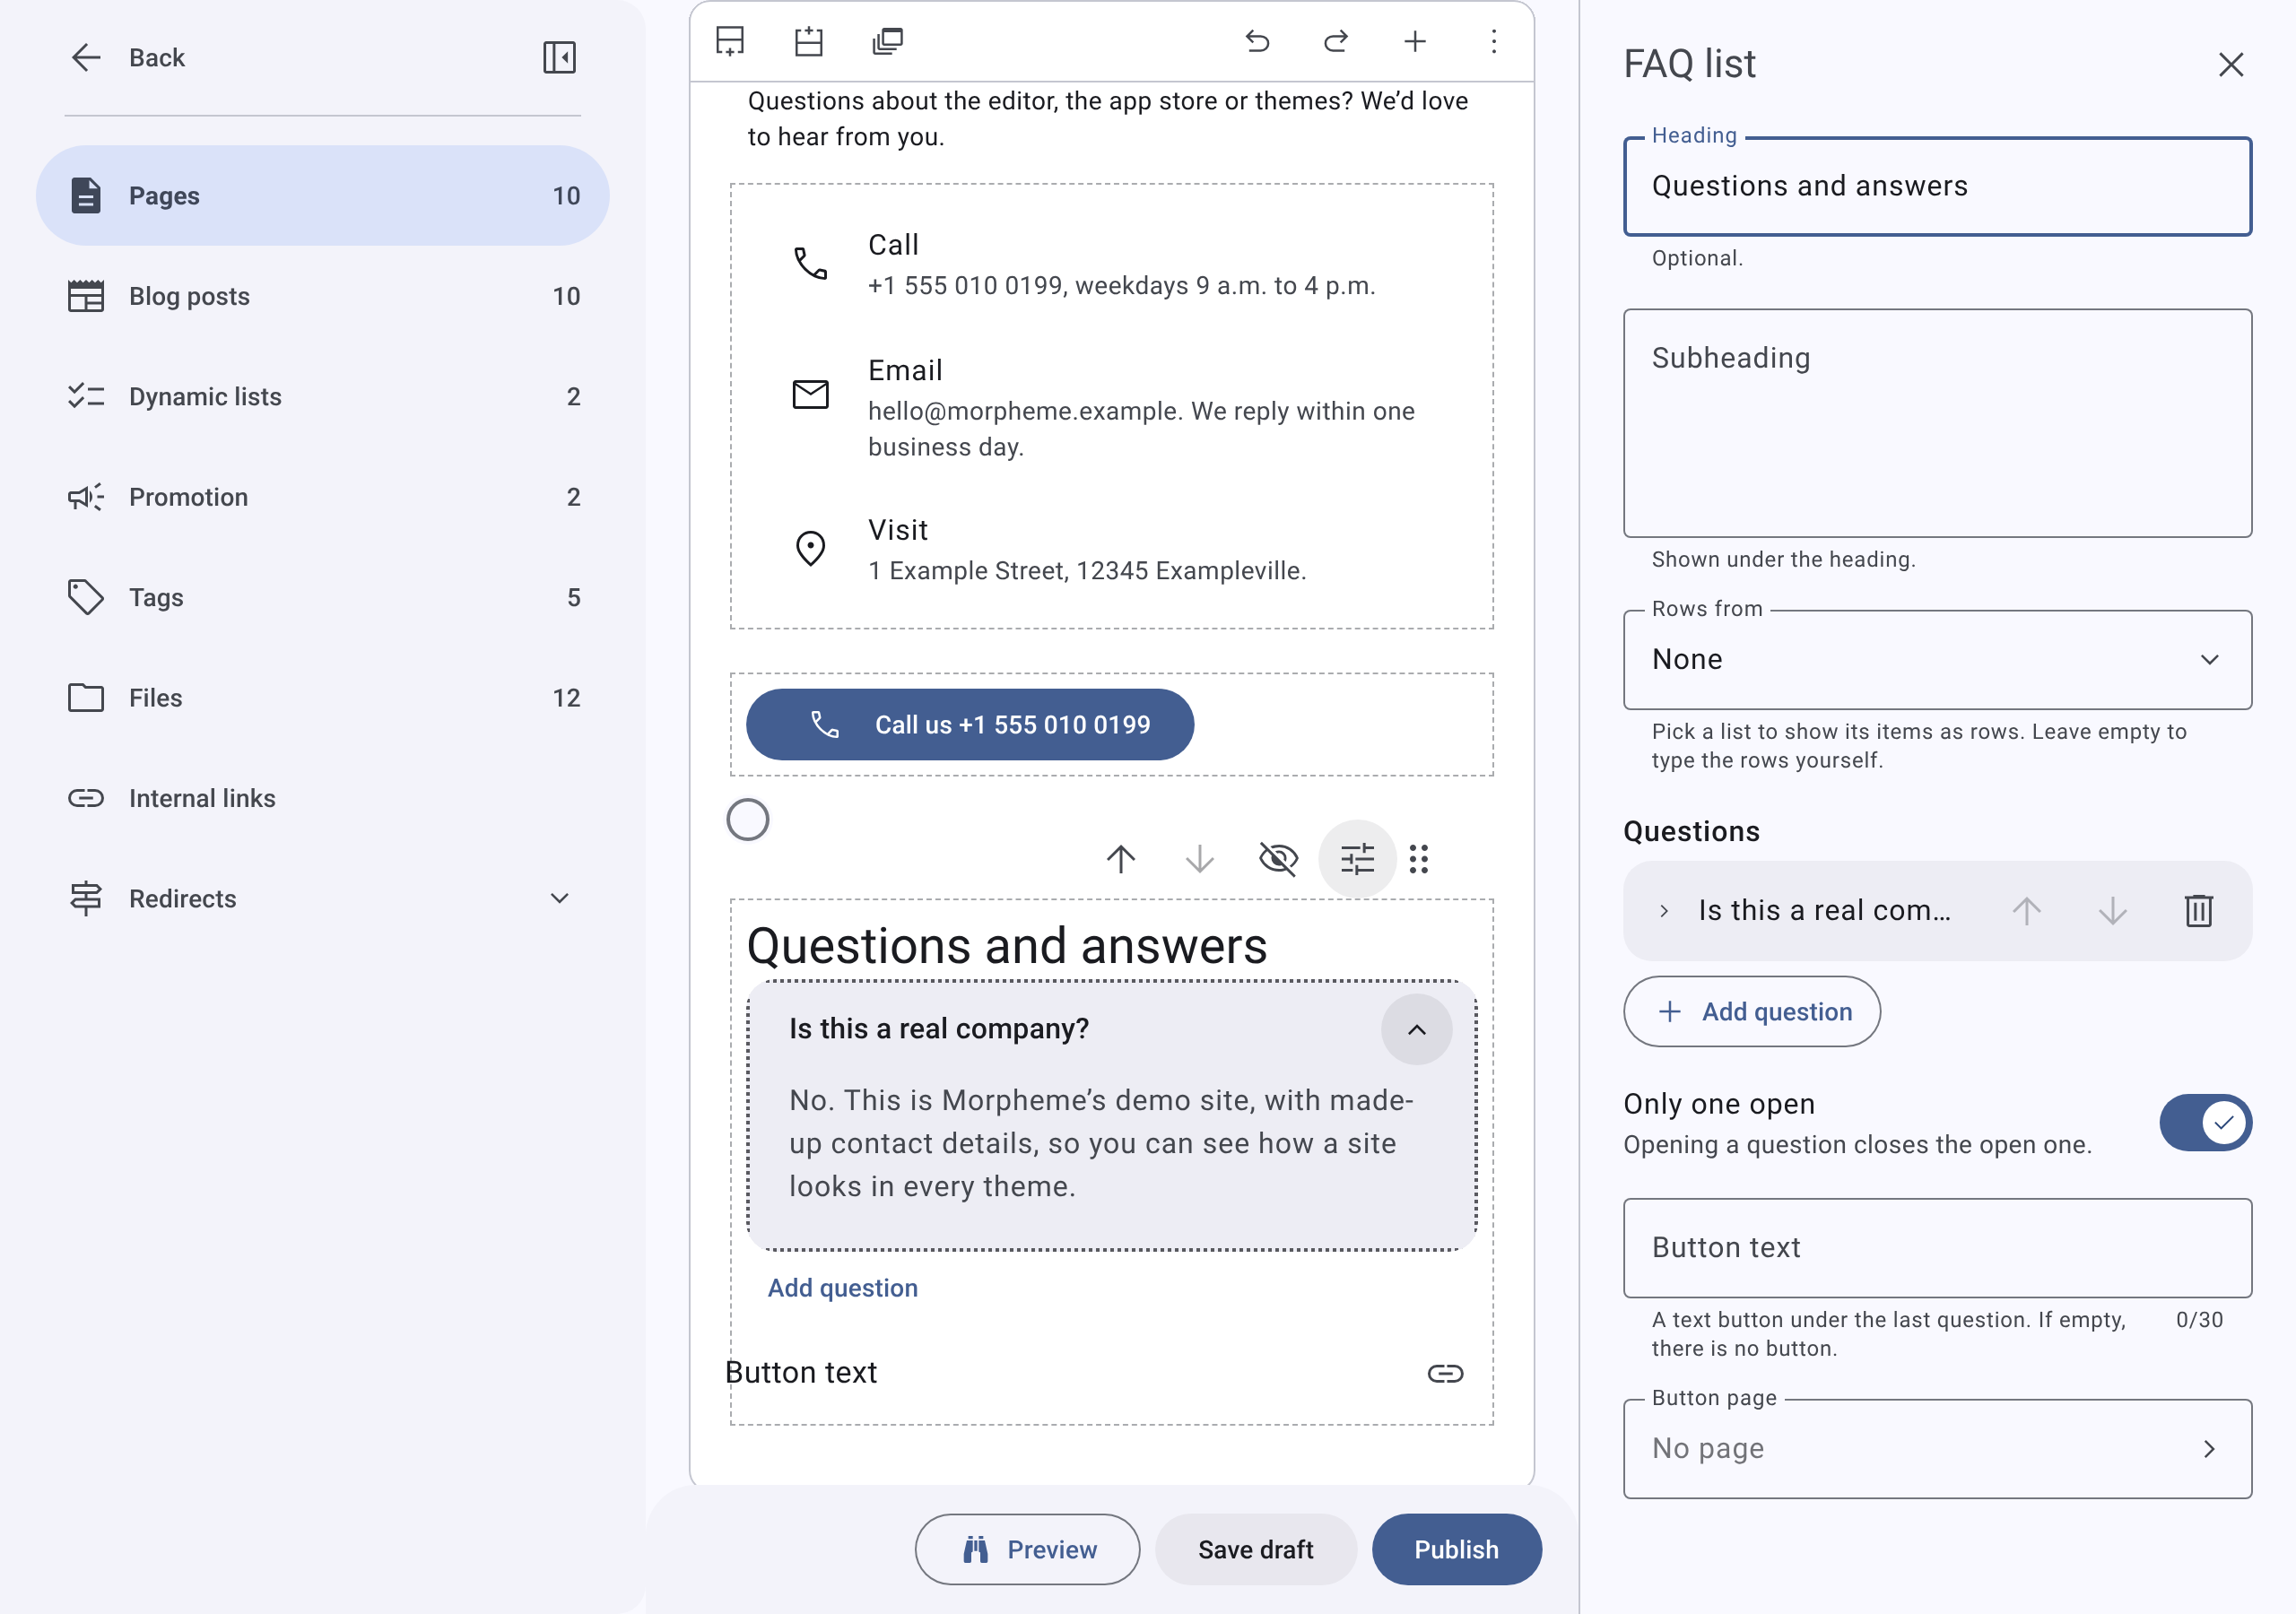 Back
Pages 10
Blog posts 10
Dynamic lists 2
Promotion 2
Tags 5
Files 12
Internal links
Redirects
Questions about the editor, the app store or themes? We’d love
to hear from you.
Call
+1 555 010 0199, weekdays 9 a.m. to 4 p.m.
Email
hello@morpheme.example. We reply within one
business day.
Visit
1 Example Street, 12345 Exampleville.
Call us +1 555 010 0199
Questions and answers
Is this a real company?
No. This is Morpheme’s demo site, with made-
up contact details, so you can see how a site
looks in every theme.
Add question
Button text
Preview
Save draft
Publish
FAQ list
Heading
Questions and answers
Optional.
Subheading
Shown under the heading.
Rows from
None
Pick a list to show its items as rows. Leave empty to
type the rows yourself.
Questions
Is this a real com…
Add question
Only one open
Opening a question closes the open one.
Button text
A text button under the last question. If empty, 0/30
there is no button.
Button page
No page